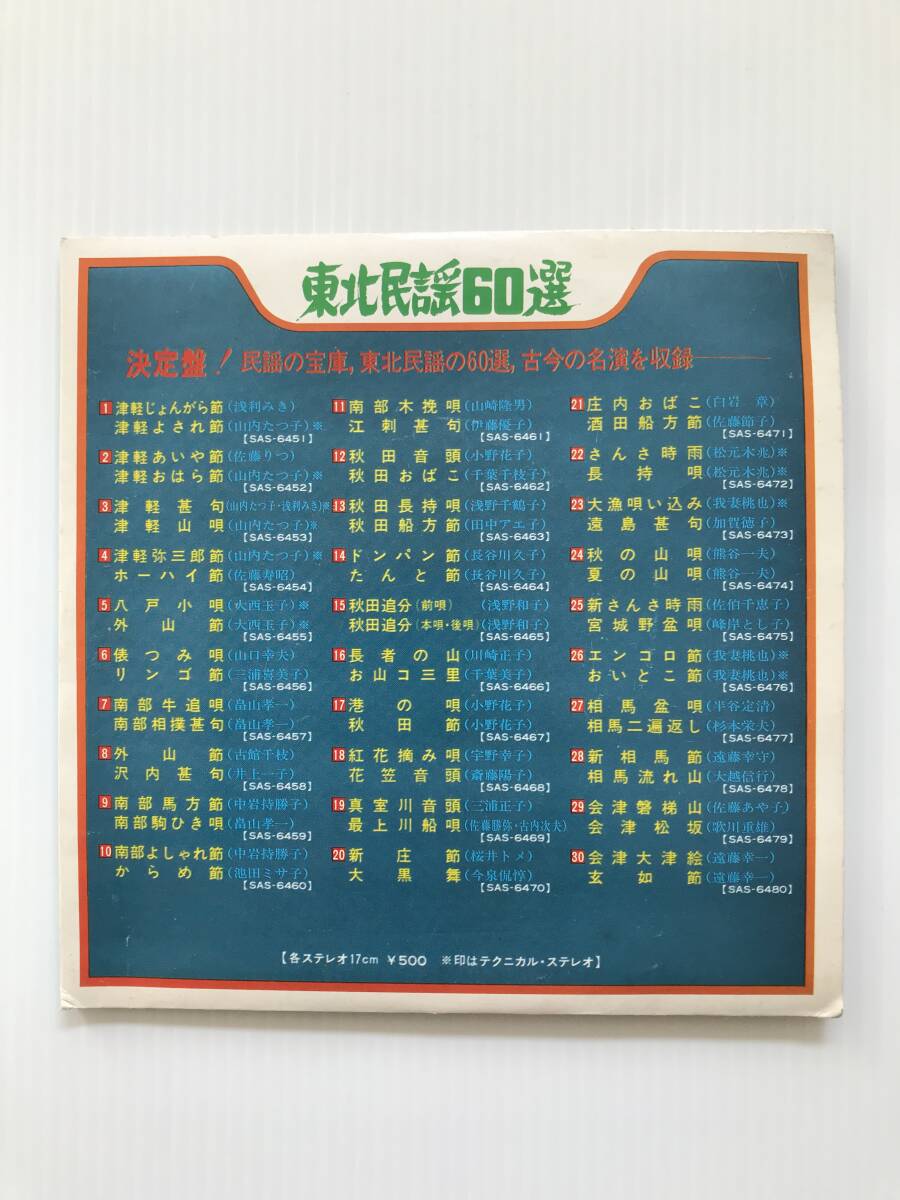 東北民謡60選
決定盤！民謡の宝庫,東北民謡の60選,古今の名演を収録
1 津軽じょんがら節(浅利みき)
津軽よされ節(山内たつ子)※
【SAS-6451】
2 津軽あいや節(佐藤りつ)
津軽おはら節(山内たつ子)※
【SAS-6452】
3 津軽甚句(山内たつ子・浅利みき)※
津軽山唄(山内たつ子)※
【SAS-6453】
4 津軽弥三郎節(山内たつ子)※
ホーハイ節(佐藤寿昭)
【SAS-6454】
5 八戸小唄(大西玉子)※
外山節(大西玉子)※
【SAS-6455】
6 俵つみ唄(山口幸夫)
リンゴ節(三浦喜美子)
【SAS-6456】
7 南部牛追唄(畠山孝一)
南部相撲甚句(畠山孝一)
【SAS-6457】
8 外山節(古館千枝)
沢内甚句(井上一子)
【SAS-6458】
9 南部馬方節(中岩持勝子)
南部駒ひき唄(畠山孝一)
【SAS-6459】
10 南部よしゃれ節(中岩持勝子)
からめ節(池田ミサ子)
【SAS-6460】
11 南部木挽唄(山崎隆男)
江刺甚句(伊藤優子)
【SAS-6461】
12 秋田音頭(小野花子)
秋田おばこ(千葉千枝子)
【SAS-6462】
13 秋田長持唄(浅野千鶴子)
秋田船方節(田中アエ子)
【SAS-6463】
14 ドンパン節(長谷川久子)
たんと節(長谷川久子)
【SAS-6464】
15 秋田追分(前唄)(浅野和子)
秋田追分(本唄・後唄)(浅野和子)
【SAS-6465】
16 長者の山(川崎正子)
お山コ三里(千葉美子)
【SAS-6466】
17 港の唄(小野花子)
秋田節(小野花子)
【SAS-6467】
18 紅花摘み唄(宇野幸子)
花笠音頭(斎藤陽子)
【SAS-6468】
19 真室川音頭(三浦正子)
最上川船唄(佐藤勝弥・古内次夫)
【SAS-6469】
20 新庄節(桜井トメ)
大黒舞(今泉侃惇)
【SAS-6470】
21 庄内おばこ(白岩章)
酒田船方節(佐藤節子)
【SAS-6471】
22 さんさ時雨(松元木兆)※
長持唄(松元木兆)※
【SAS-6472】
23 大漁唄い込み(我妻桃也)※
遠島甚句(加賀徳子)
【SAS-6473】
24 秋の山唄(熊谷一夫)
夏の山唄(熊谷一夫)
【SAS-6474】
25 新さんさ時雨(佐伯千恵子)
宮城野盆唄(峰岸とし子)
【SAS-6475】
26 エンコロ節(我妻桃也)※
おいとこ節(我妻桃也)※
【SAS-6476】
27 相馬盆唄(半谷定清)
相馬二遍返し(杉本栄夫)
【SAS-6477】
28 新相馬節(遠藤幸守)
相馬流れ山(大越信行)
【SAS-6478】
29 会津磐梯山(佐藤あや子)
会津松坂(歌川重雄)
【SAS-6479】
30 会津大津絵(遠藤幸一)
玄如節(遠藤幸一)
【SAS-6480】
【各ステレオ17cm ￥500 ※印はテクニカル・ステレオ】